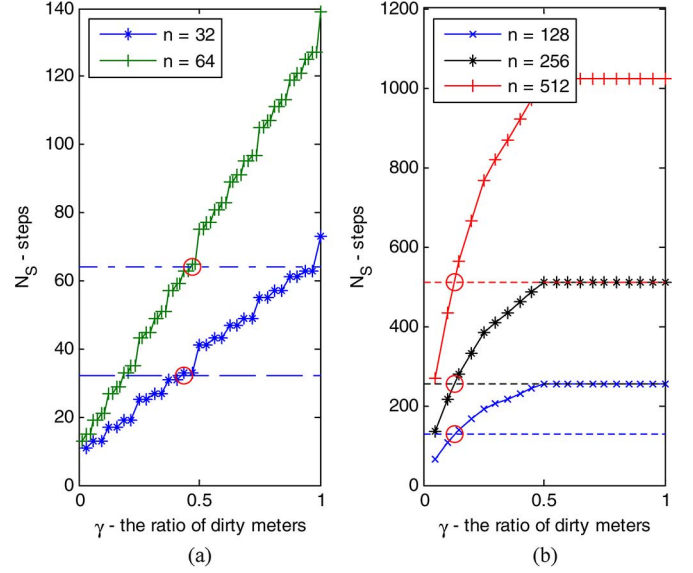 140
120
100
80
60
40
20
0
N_S - steps
n = 32
n = 64
0
0.5
1
γ - the ratio of dirty meters
(a)
1200
1000
800
600
400
200
0
N_S - steps
n = 128
n = 256
n = 512
0
0.5
1
γ - the ratio of dirty meters
(b)